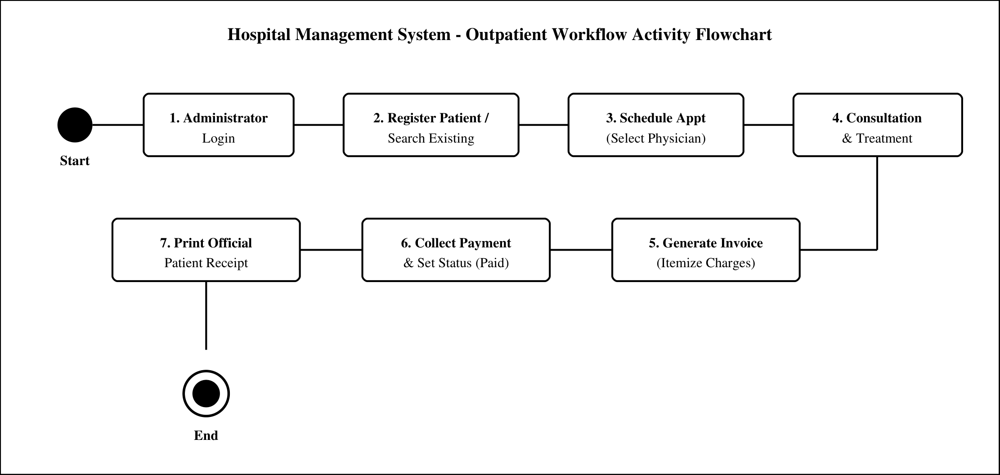 Hospital Management System - Outpatient Workflow Activity Flowchart
Start
1. Administrator
Login
2. Register Patient /
Search Existing
3. Schedule Appt
(Select Physician)
4. Consultation
& Treatment
5. Generate Invoice
(Itemize Charges)
6. Collect Payment
& Set Status (Paid)
7. Print Official
Patient Receipt
End